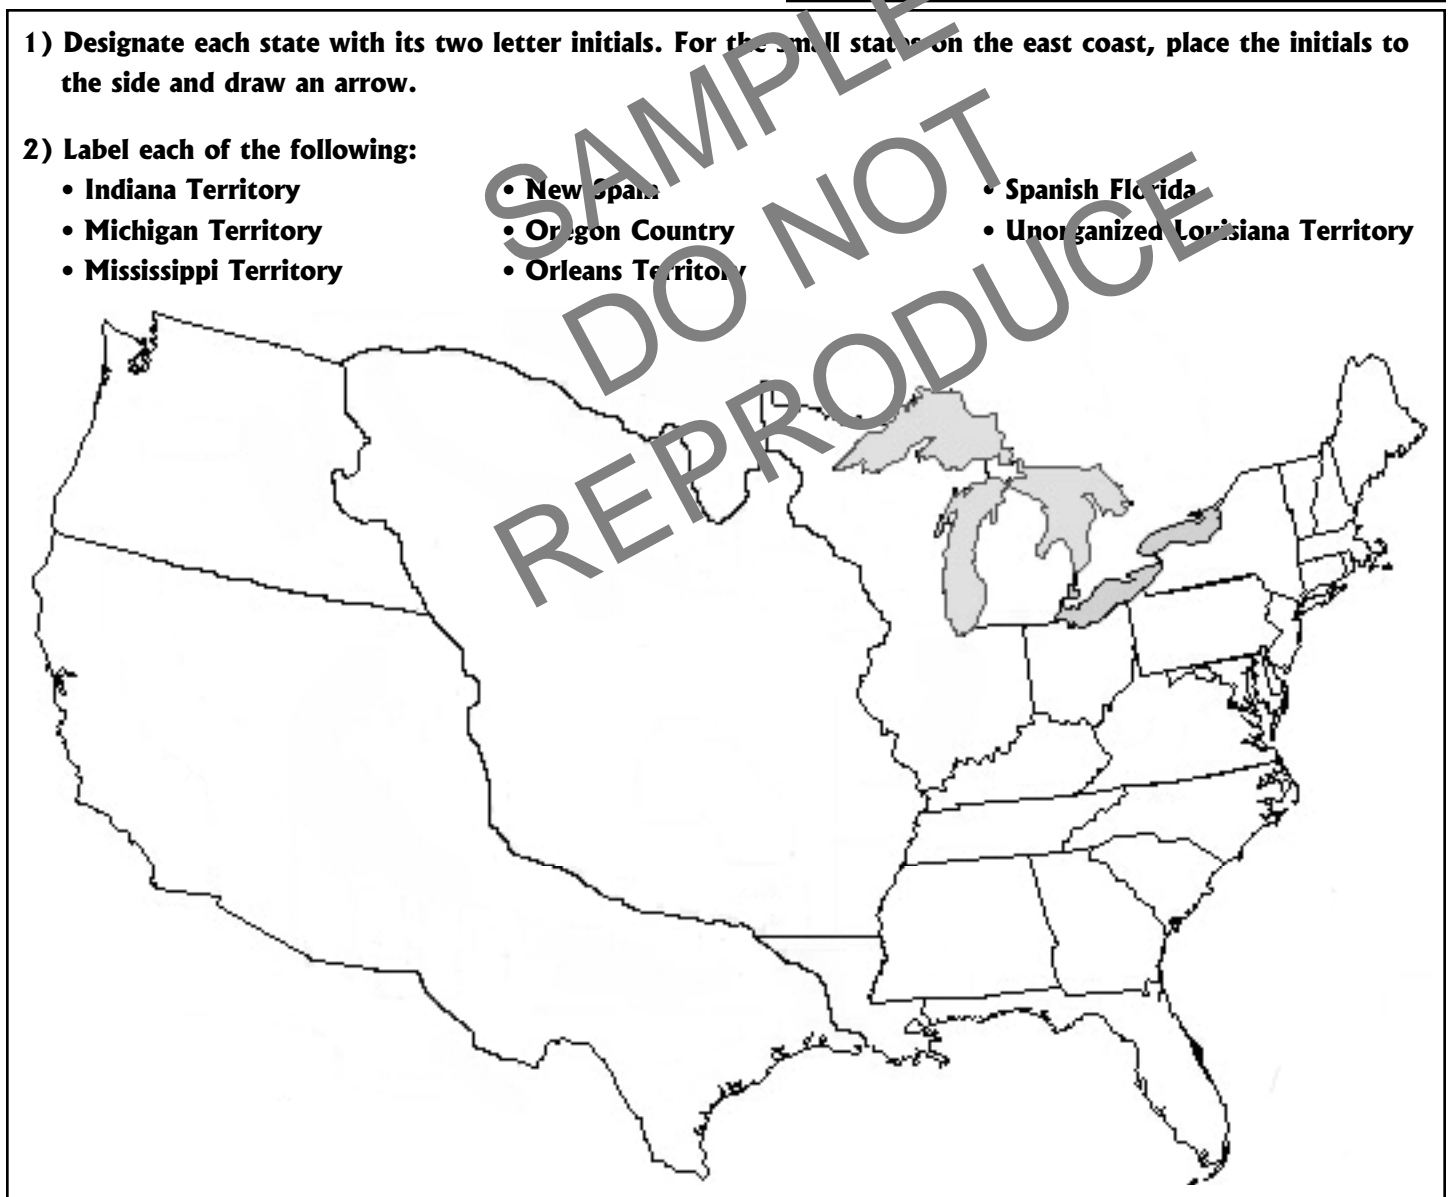 1) Designate each state with its two letter initials. For the small states on the east coast, place the initials to
the side and draw an arrow.
2) Label each of the following:
• Indiana Territory
• Michigan Territory
• Mississippi Territory
• New Spain
• Oregon Country
• Orleans Territory
• Spanish Florida
• Unorganized Louisiana Territory
SAMPLE
DO NOT
REPRODUCE